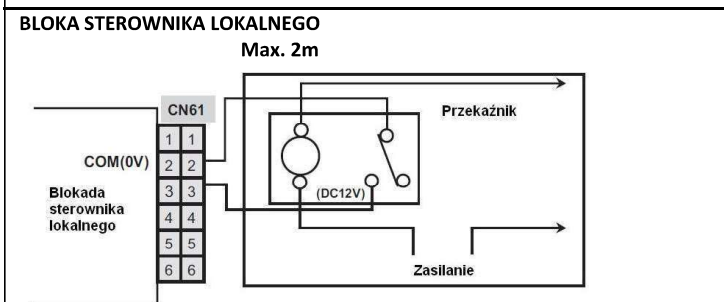 BLOKA STEROWNIKA LOKALNEGO
Max. 2m
CN61
Przekaźnik
1 1
COM(0V) 2 2
Blokada
sterownika
lokalnego
3 3
(DC12V)
4 4
5 5
6 6
Zasilanie